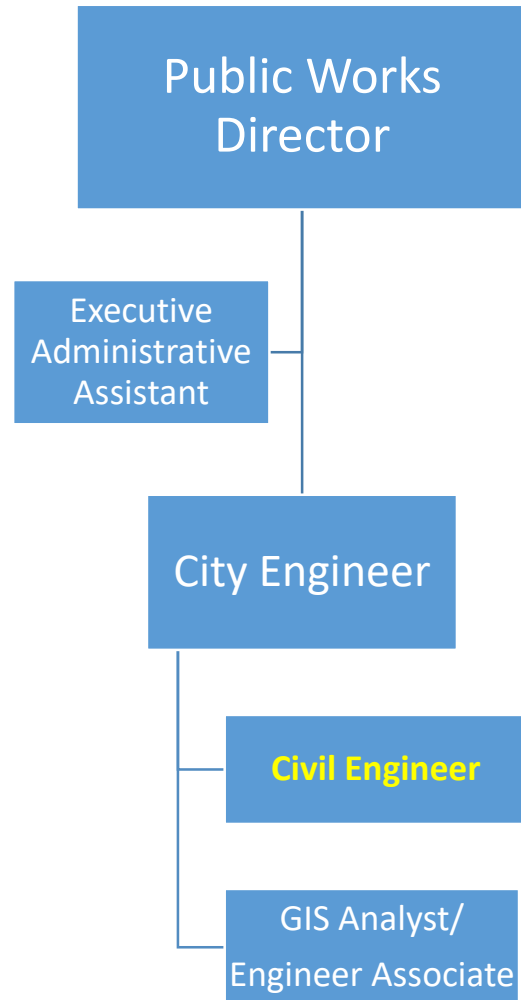 Public Works
Director
Executive
Administrative
Assistant
City Engineer
Civil Engineer
GIS Analyst/
Engineer Associate